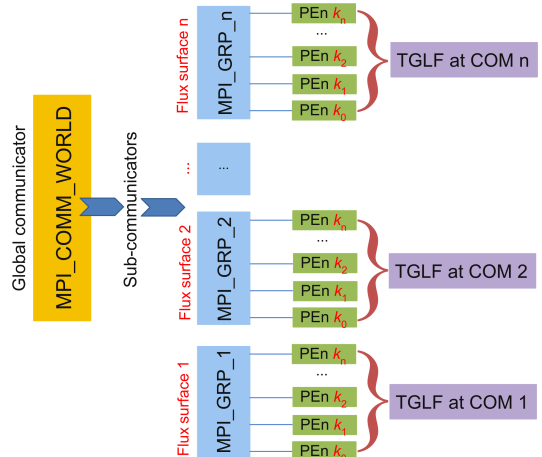 Global communicator
MPI_COMM_WORLD
Sub-communicators
Flux surface n
MPI_GRP_n
PEn kn
...
PEn k2
PEn k1
PEn k0
TGLF at COM n
...
...
Flux surface 2
MPI_GRP_2
PEn kn
...
PEn k2
PEn k1
PEn k0
TGLF at COM 2
Flux surface 1
MPI_GRP_1
PEn kn
...
PEn k2
PEn k1
PEn
TGLF at COM 1